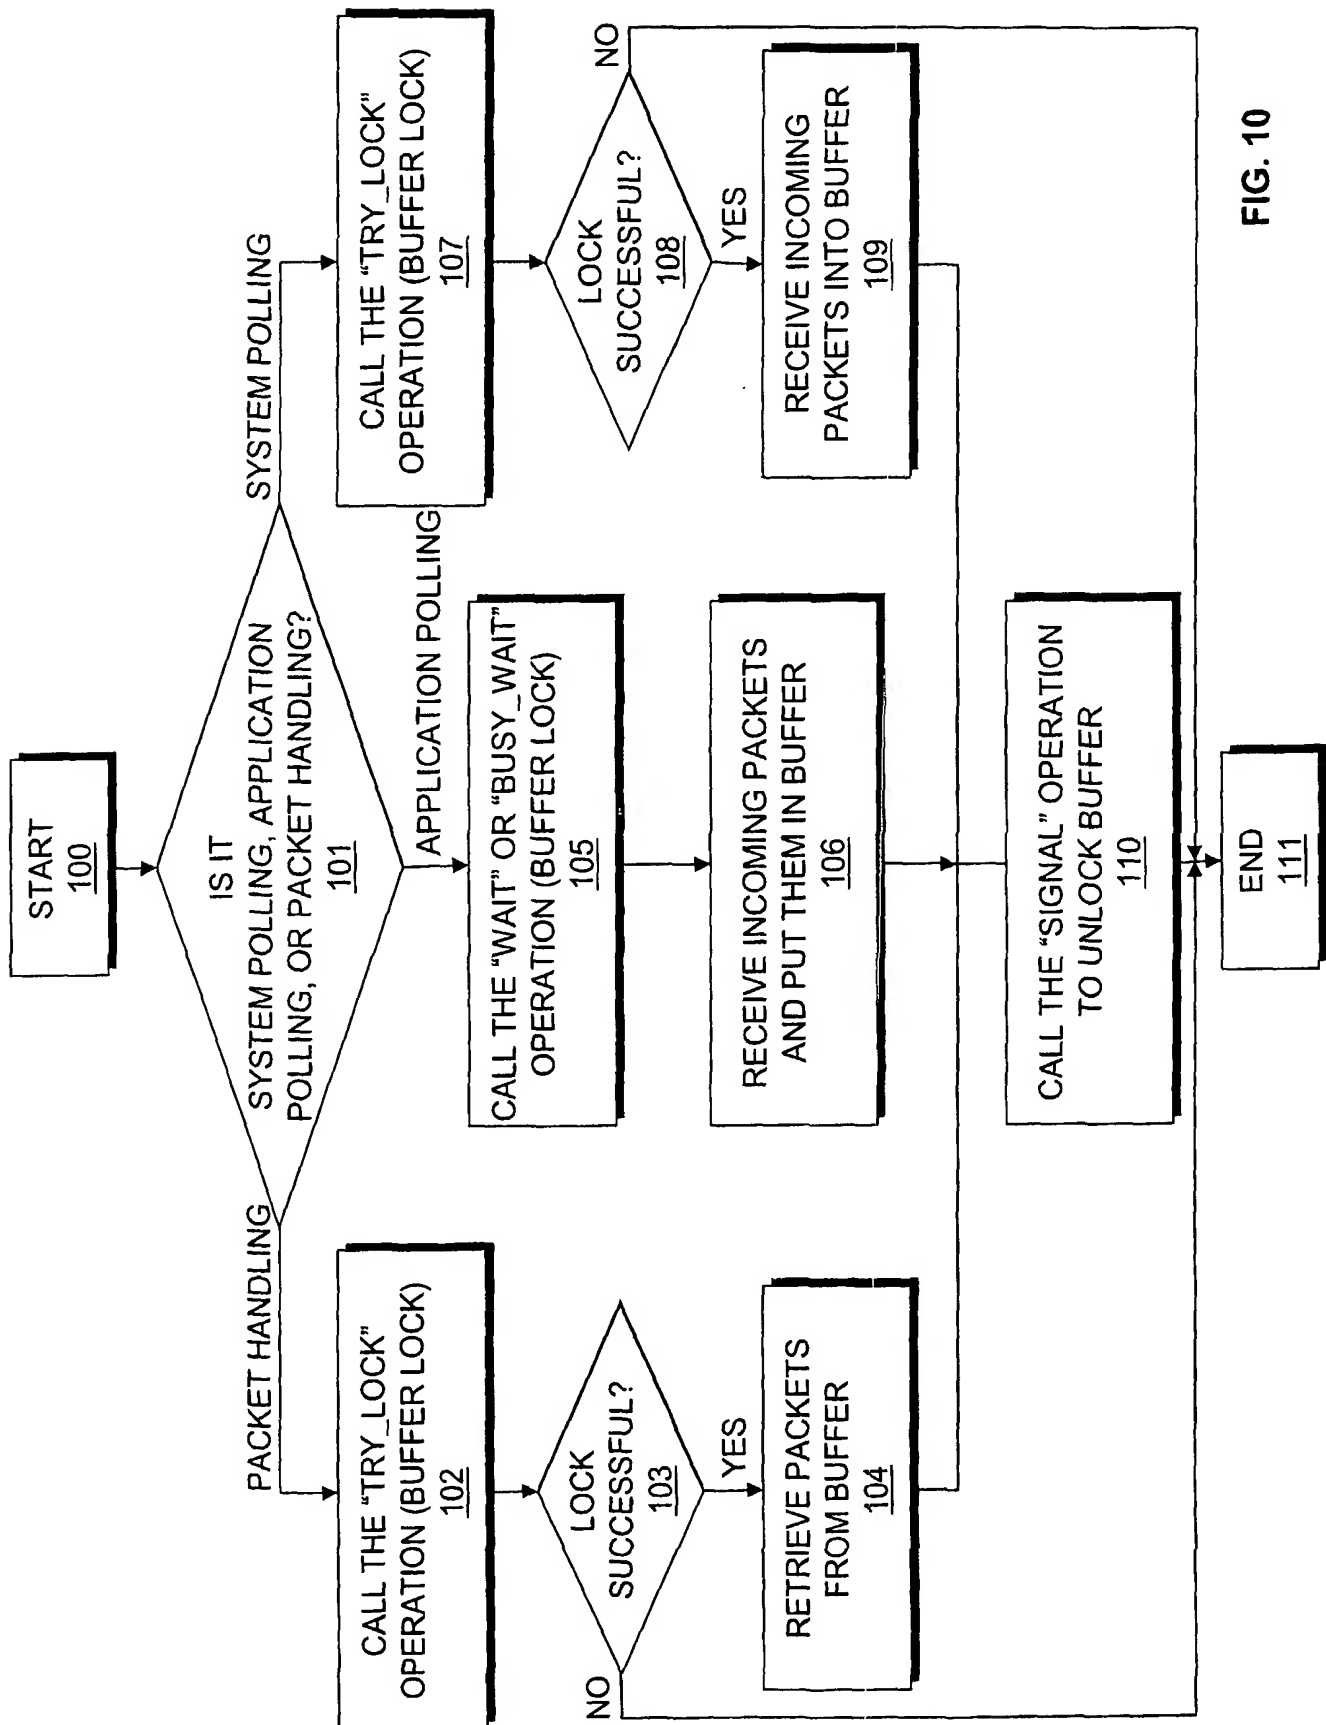 START
100
IS IT
SYSTEM POLLING, APPLICATION
POLLING, OR PACKET HANDLING?
101
PACKET HANDLING
SYSTEM POLLING
APPLICATION POLLING
CALL THE "TRY_LOCK"
OPERATION (BUFFER LOCK)
102
LOCK
SUCCESSFUL?
103
NO
YES
RETRIEVE PACKETS
FROM BUFFER
104
CALL THE "WAIT" OR "BUSY_WAIT"
OPERATION (BUFFER LOCK)
105
RECEIVE INCOMING PACKETS
AND PUT THEM IN BUFFER
106
CALL THE "TRY_LOCK"
OPERATION (BUFFER LOCK)
107
LOCK
SUCCESSFUL?
108
NO
YES
RECEIVE INCOMING
PACKETS INTO BUFFER
109
CALL THE "SIGNAL" OPERATION
TO UNLOCK BUFFER
110
END
111
FIG. 10